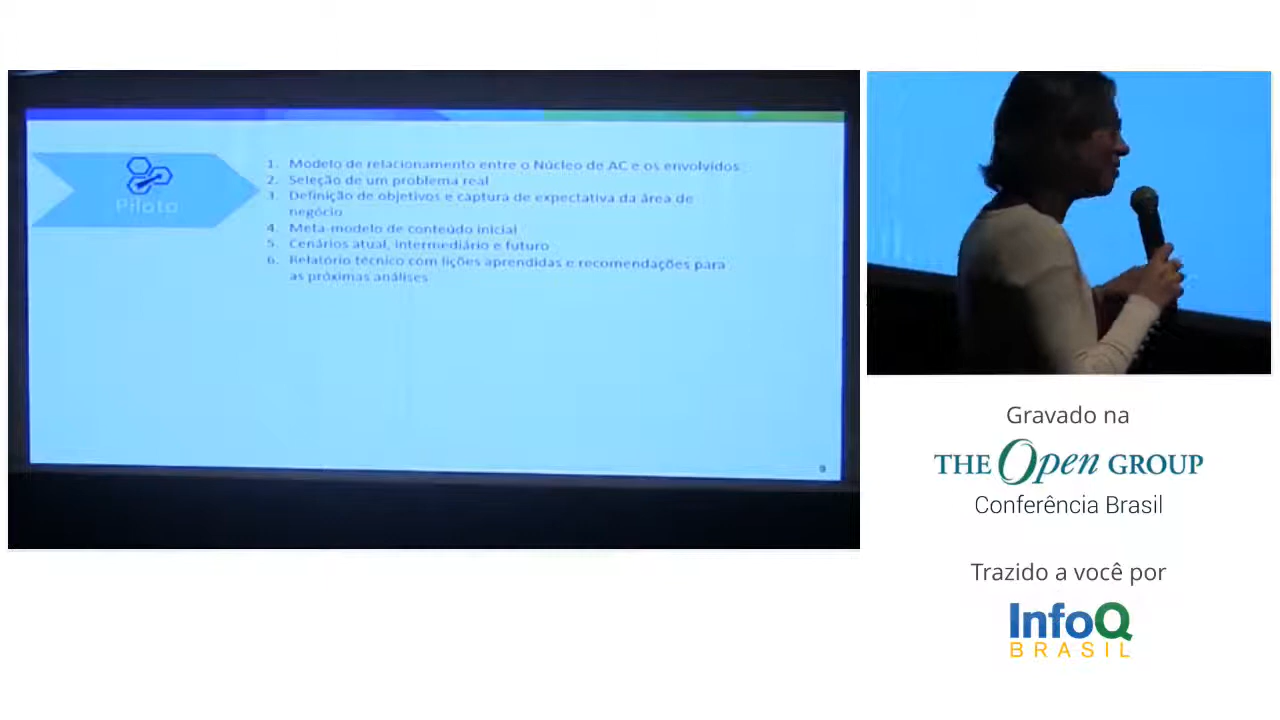 Piloto
1. Modelo de relacionamento entre o Núcleo de AC e os envolvidos
2. Seleção de um problema real
3. Definição de objetivos e captura de expectativa da área de
negócio
4. Meta-modelo de conteúdo inicial
5. Cenários atual, intermediário e futuro
6. Relatório técnico com lições aprendidas e recomendações para
as próximas análises
9
Gravado na
THE Open GROUP
Conferência Brasil
Trazido a você por
InfoQ
BRASIL